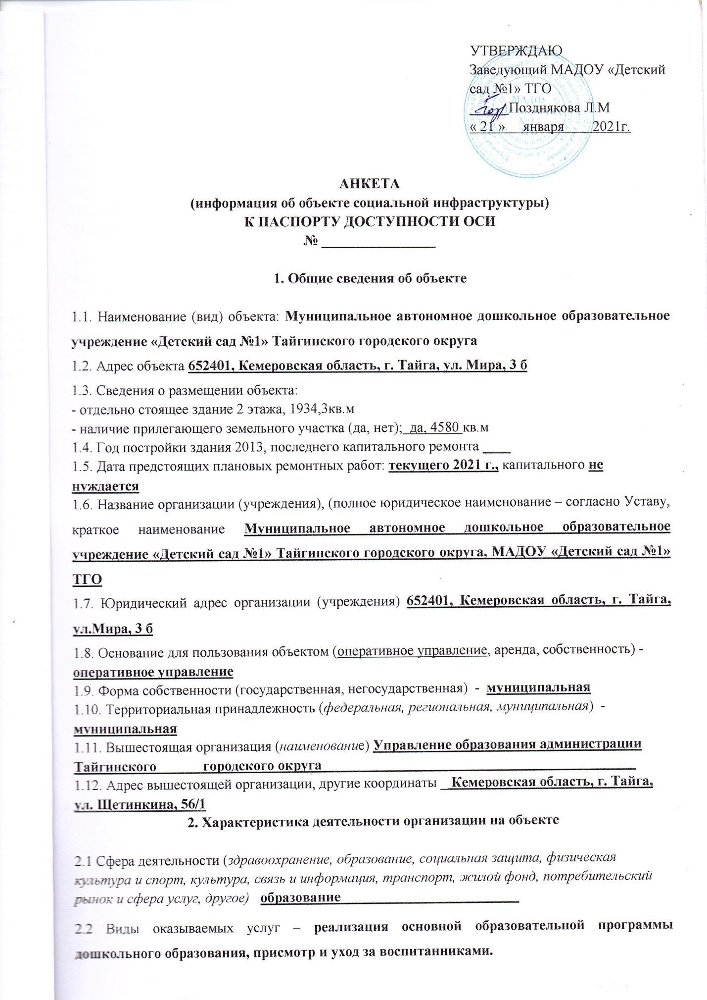 УТВЕРЖДАЮ
Заведующий МАДОУ «Детский
сад №1» ТГО
Позднякова Л.М
« 21 » января 2021г.
АНКЕТА
(информация об объекте социальной инфраструктуры)
К ПАСПОРТУ ДОСТУПНОСТИ ОСИ
№ ________________
1. Общие сведения об объекте
1.1. Наименование (вид) объекта: Муниципальное автономное дошкольное образовательное
учреждение «Детский сад №1» Тайгинского городского округа
1.2. Адрес объекта 652401, Кемеровская область, г. Тайга, ул. Мира, 3 б
1.3. Сведения о размещении объекта:
- отдельно стоящее здание 2 этажа, 1934,3кв.м
- наличие прилегающего земельного участка (да, нет); да, 4580 кв.м
1.4. Год постройки здания 2013, последнего капитального ремонта ____
1.5. Дата предстоящих плановых ремонтных работ: текущего 2021 г., капитального не
нуждается
1.6. Название организации (учреждения), (полное юридическое наименование – согласно Уставу,
краткое наименование Муниципальное автономное дошкольное образовательное
учреждение «Детский сад №1» Тайгинского городского округа, МАДОУ «Детский сад №1»
ТГО
1.7. Юридический адрес организации (учреждения) 652401, Кемеровская область, г. Тайга,
ул.Мира, 3 б
1.8. Основание для пользования объектом (оперативное управление, аренда, собственность) -
оперативное управление
1.9. Форма собственности (государственная, негосударственная) - муниципальная
1.10. Территориальная принадлежность (федеральная, региональная, муниципальная) -
муниципальная
1.11. Вышестоящая организация (наименование) Управление образования администрации
Тайгинского городского округа
1.12. Адрес вышестоящей организации, другие координаты Кемеровская область, г. Тайга,
ул. Щетинкина, 56/1
2. Характеристика деятельности организации на объекте
2.1 Сфера деятельности (здравоохранение, образование, социальная защита, физическая
культура и спорт, культура, связь и информация, транспорт, жилой фонд, потребительский
рынок и сфера услуг, другое) образование
2.2 Виды оказываемых услуг – реализация основной образовательной программы
дошкольного образования, присмотр и уход за воспитанниками.